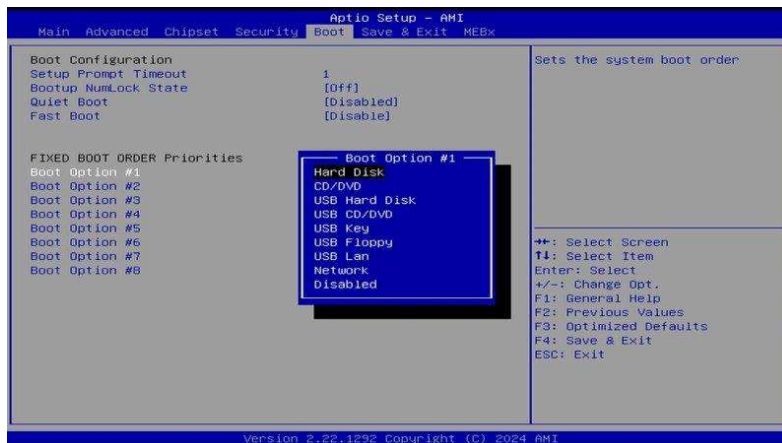 Aptio Setup - AMI
Main Advanced Chipset Security Boot Save & Exit MEBx
Boot Configuration
Setup Prompt Timeout 1
Bootup NumLock State [Off]
Quiet Boot [Disabled]
Fast Boot [Disable]
FIXED BOOT ORDER Priorities
Boot Option #1
Boot Option #2
Boot Option #3
Boot Option #4
Boot Option #5
Boot Option #6
Boot Option #7
Boot Option #8
Boot Option #1
Hard Disk
CD/DVD
USB Hard Disk
USB CD/DVD
USB Key
USB Floppy
USB Lan
Network
Disabled
Sets the system boot order
→←: Select Screen
↑↓: Select Item
Enter: Select
+/-: Change Opt.
F1: General Help
F2: Previous Values
F3: Optimized Defaults
F4: Save & Exit
ESC: Exit
Version 2.22.1292 Copyright (C) 2024 AMI